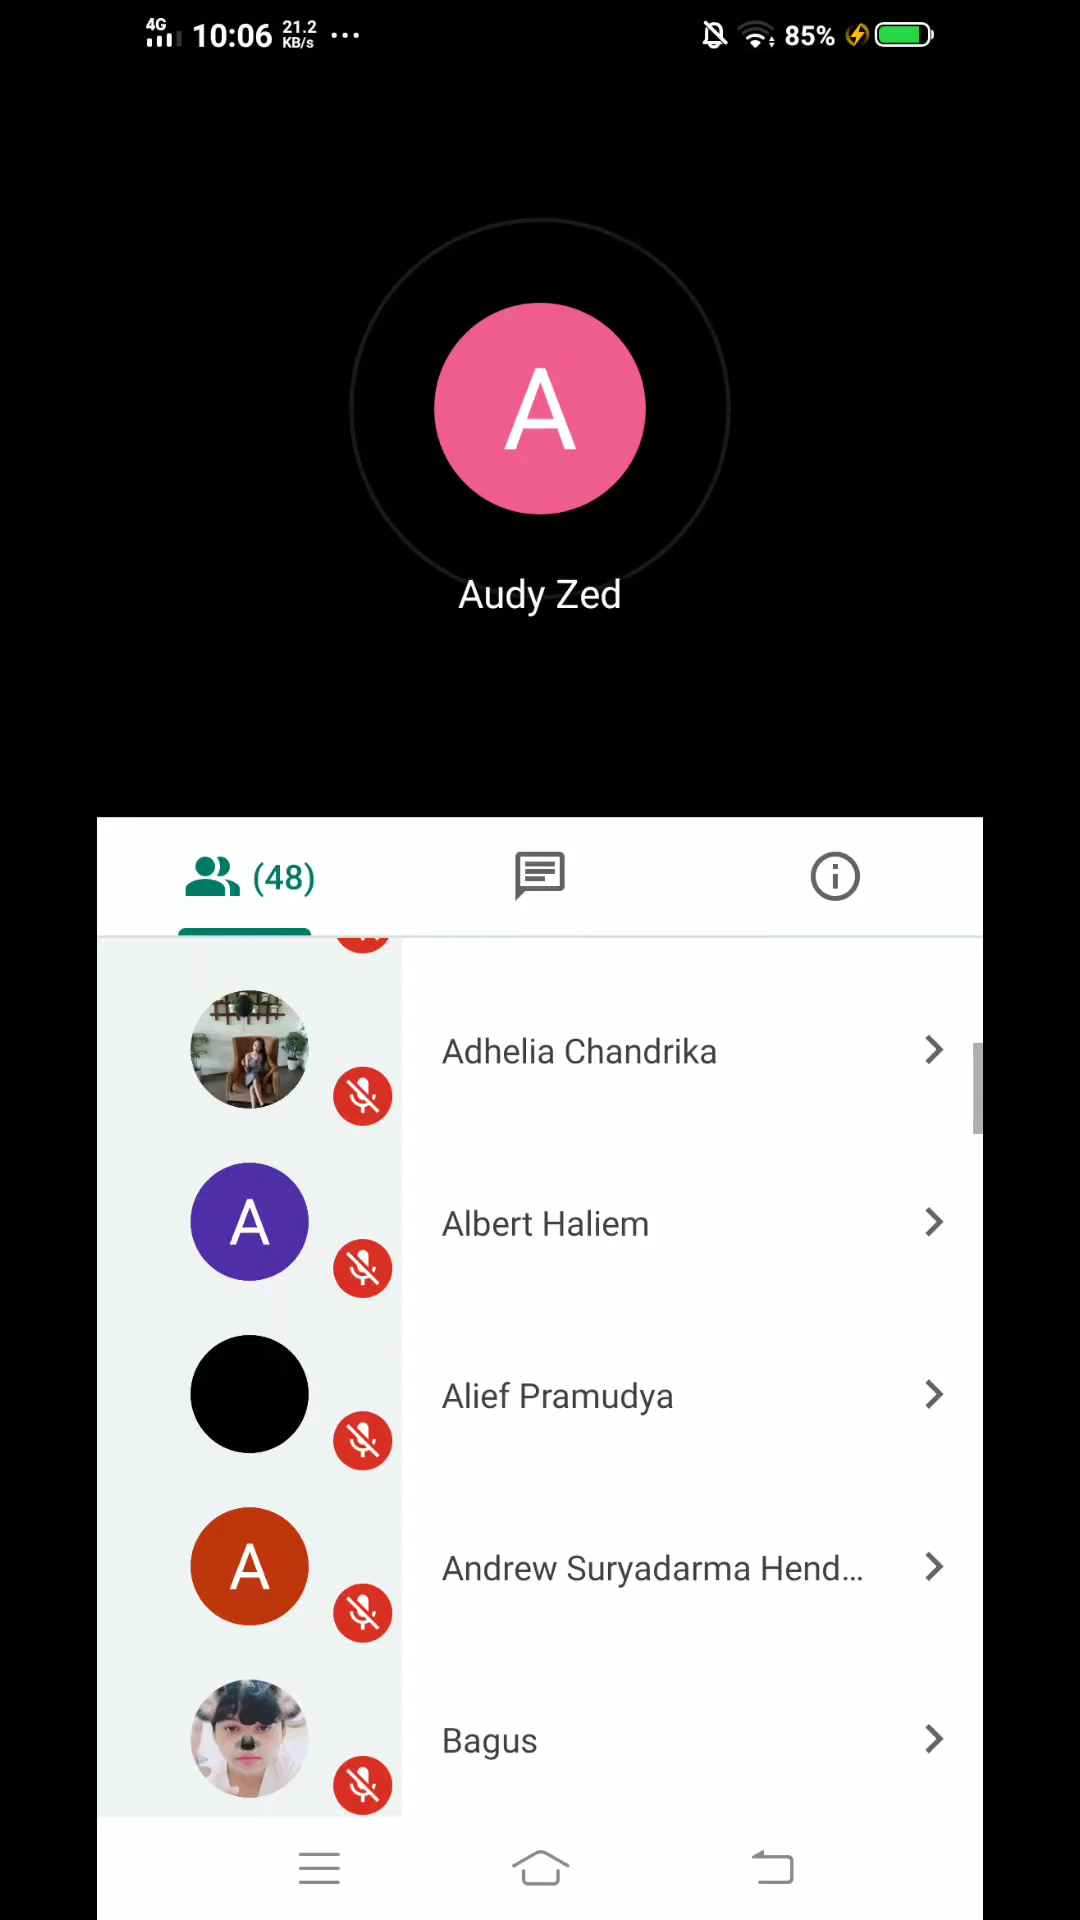 4G 10:06 21.2 KB/s ... 85%
A
Audy Zed
(48)
Adhelia Chandrika
A
Albert Haliem
Alief Pramudya
A
Andrew Suryadarma Hend...
Bagus